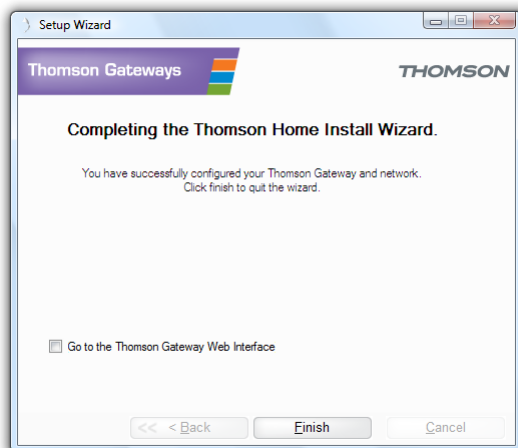 Setup Wizard
Thomson Gateways
THOMSON
Completing the Thomson Home Install Wizard.
You have successfully configured your Thomson Gateway and network.
Click finish to quit the wizard.
Go to the Thomson Gateway Web Interface
<< < Back
Finish
Cancel